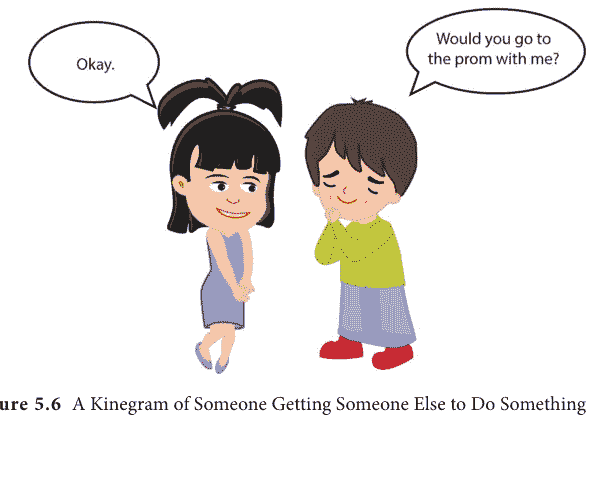 Okay.
Would you go to
the prom with me?
ure 5.6 A Kinegram of Someone Getting Someone Else to Do Something